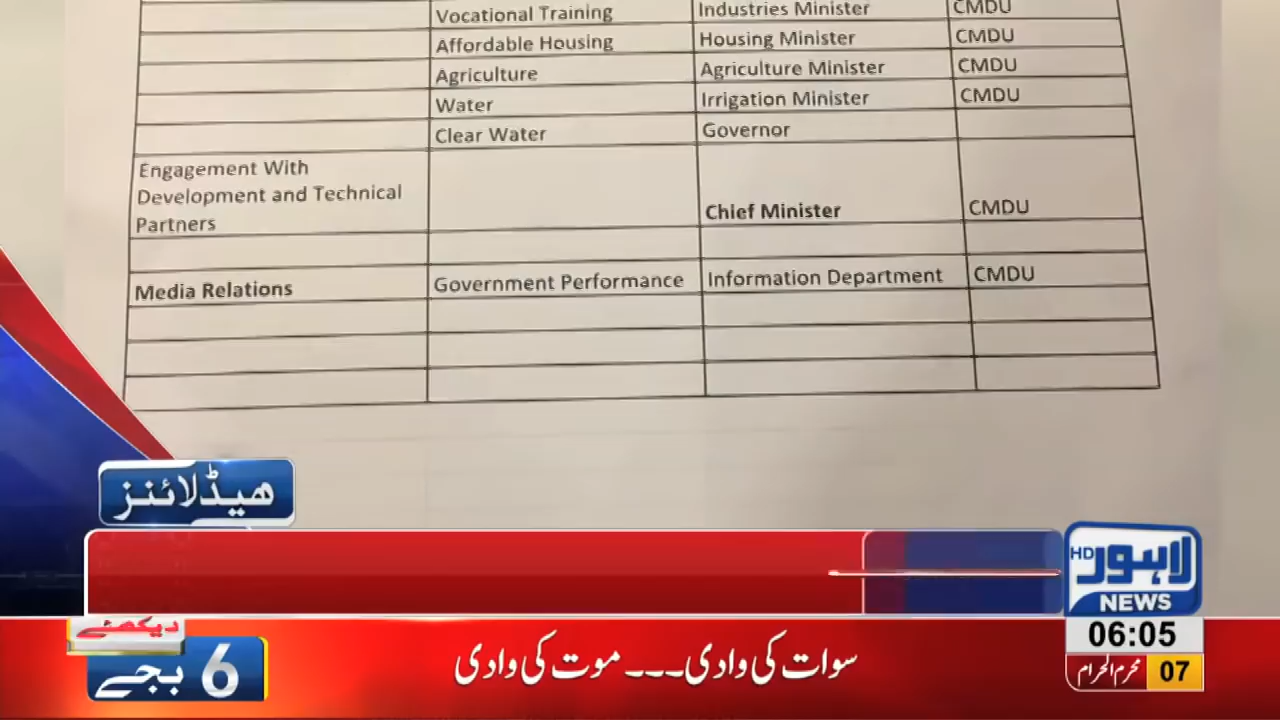 Vocational Training Industries Minister CMDU
Affordable Housing Housing Minister CMDU
Agriculture Agriculture Minister CMDU
Water Irrigation Minister CMDU
Clear Water Governor
Engagement With
Development and Technical
Partners Chief Minister CMDU
Media Relations Government Performance Information Department CMDU
ھیڈلائنز
HD لاہور
NEWS
دیکھئے
6 بجے
سوات کی وادی۔۔۔ موت کی وادی
06:05
07 محرم الحرام